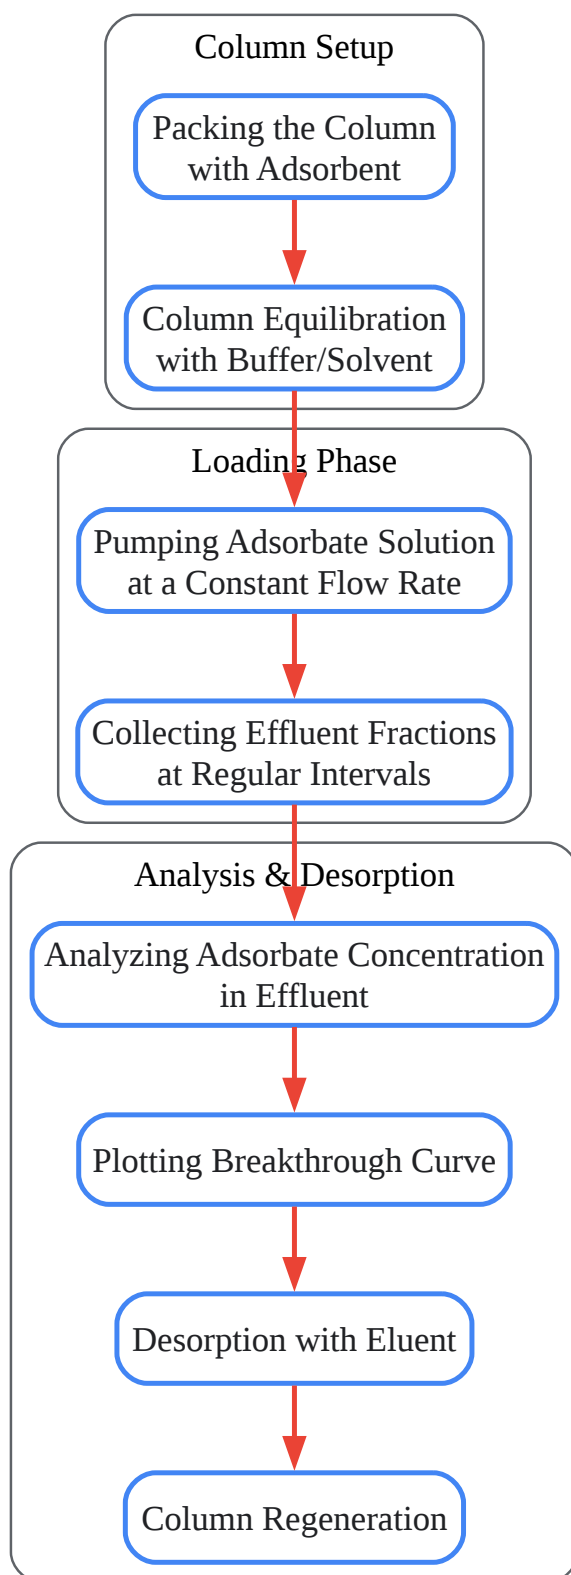 Column Setup
Packing the Column
with Adsorbent
Column Equilibration
with Buffer/Solvent
Loading Phase
Pumping Adsorbate Solution
at a Constant Flow Rate
Collecting Effluent Fractions
at Regular Intervals
Analysis & Desorption
Analyzing Adsorbate Concentration
in Effluent
Plotting Breakthrough Curve
Desorption with Eluent
Column Regeneration